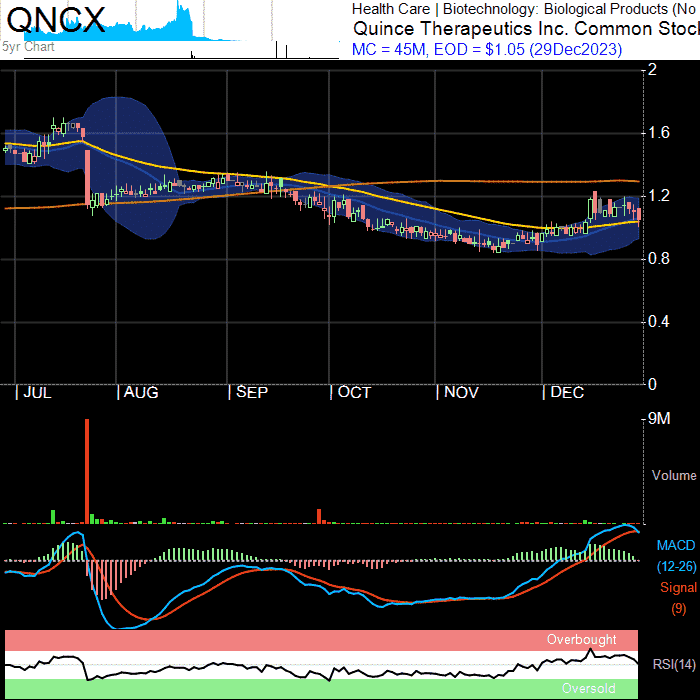 QNCX
Health Care | Biotechnology: Biological Products (No
Quince Therapeutics Inc. Common Stoc
5yr Chart
MC = 45M, EOD = $1.05 (29Dec2023)
2
1.6
1.2
0.8
0.4
0
| JUL | AUG | SEP | OCT | NOV | DEC
9M
Volume
MACD
(12-26)
Signal
(9)
Overbought
RSI(14)
Oversold